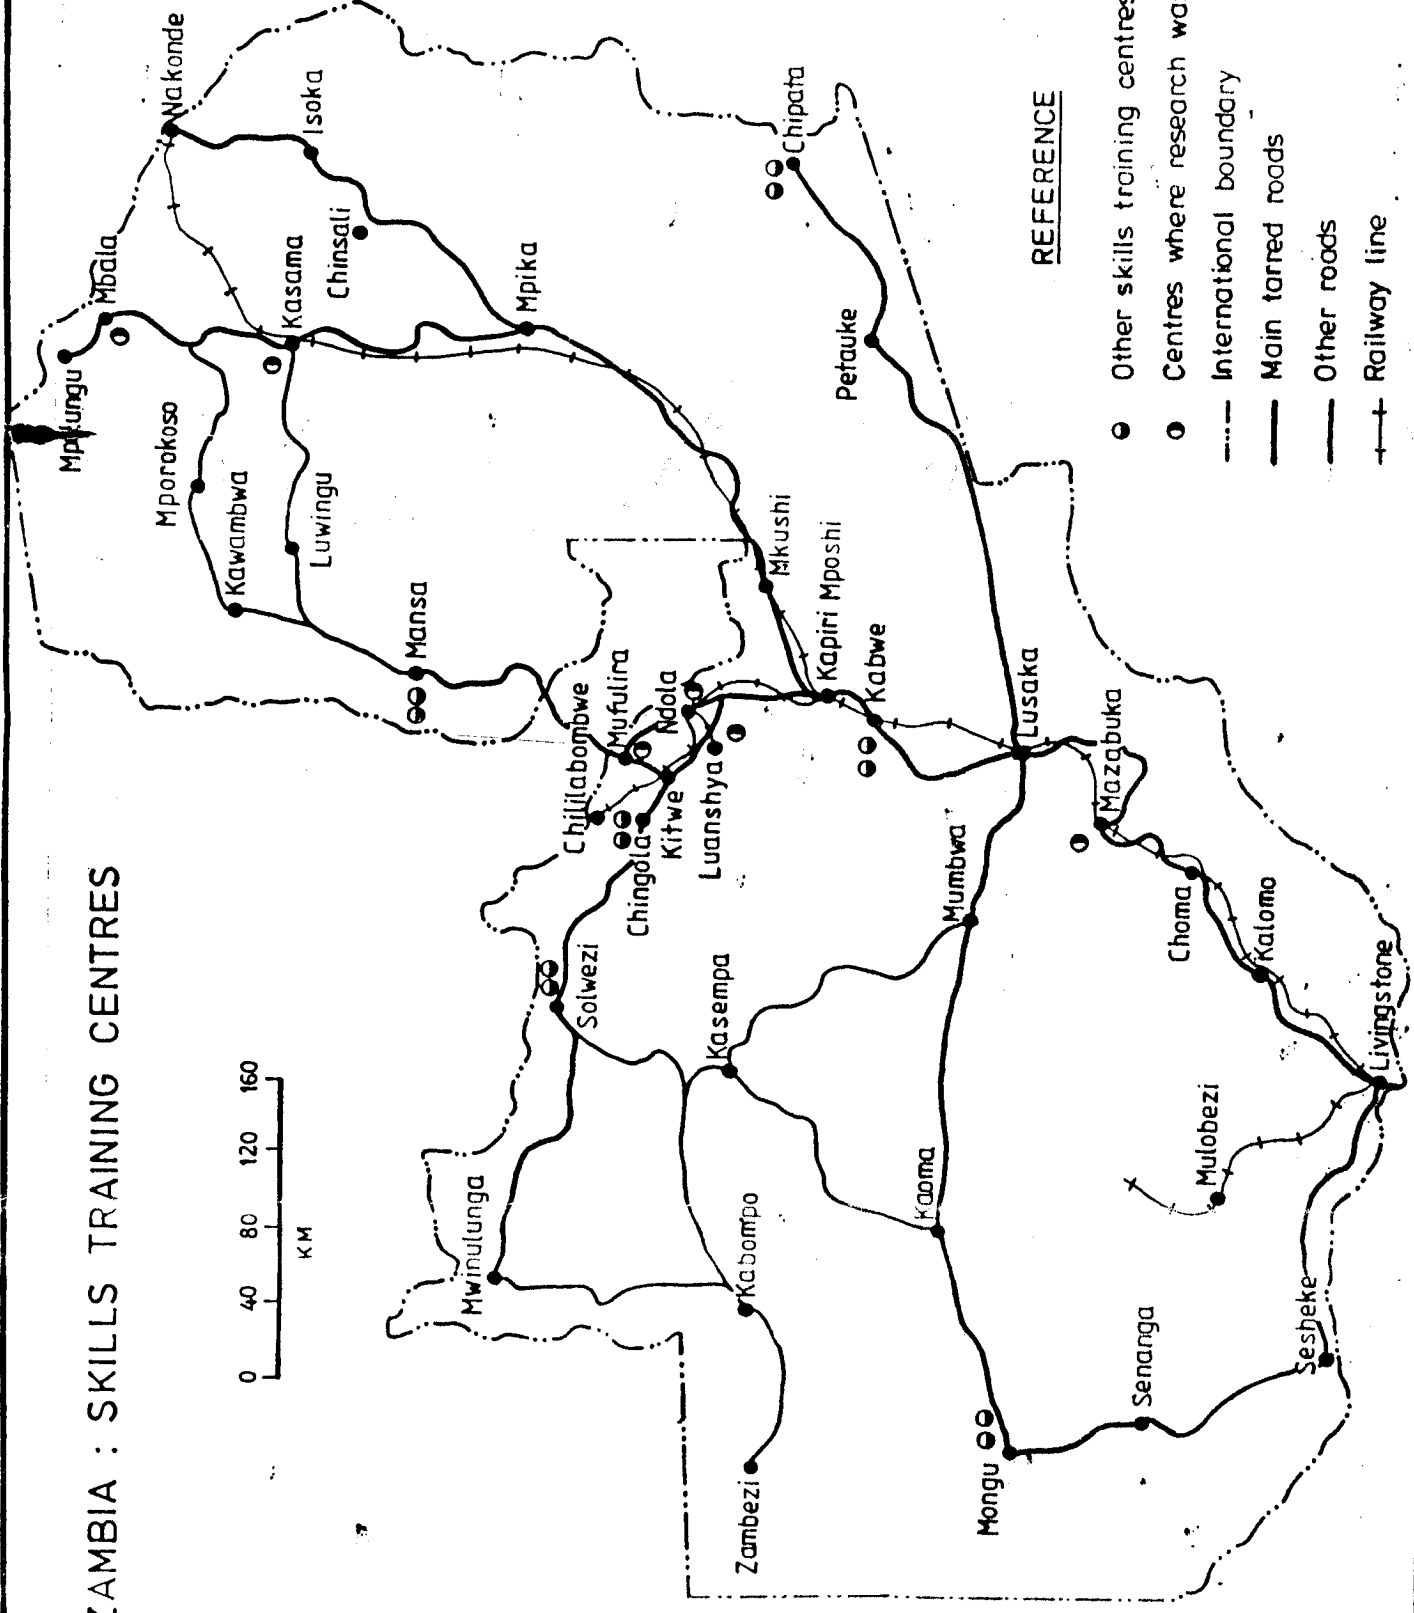 ZAMBIA : SKILLS TRAINING CENTRES
0 40 80 120 160
KM
Nakonde
Isoka
Mbala
Chinsali
Kasama
Mpika
Mpulungu
Mporokoso
Kawambwa
Luwingu
Mansa
Chipata
Petauke
Mkushi
Kapiri Mposhi
Kabwe
Chililabombwe
Mufulira
Ndola
Chingola
Kitwe
Luanshya
Lusaka
Mazabuka
Mumbwa
Choma
Kalomo
Livingstone
Solwezi
Kasempa
Mwinulunga
Kabompo
Zambezi
Kaoma
Mulobezi
Mongu
Senanga
Sesheke
REFERENCE
Other skills training centres
Centres where research was
International boundary
Main tarred roads
Other roads
Railway line